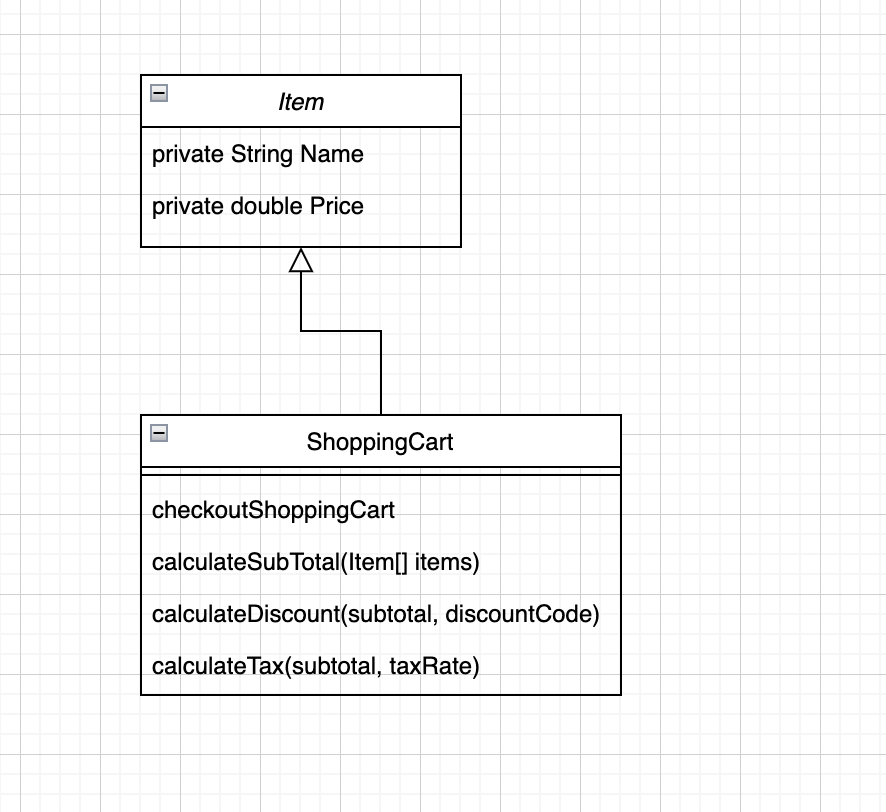 Item
private String Name
private double Price
ShoppingCart
checkoutShoppingCart
calculateSubTotal(Item[] items)
calculateDiscount(subtotal, discountCode)
calculateTax(subtotal, taxRate)